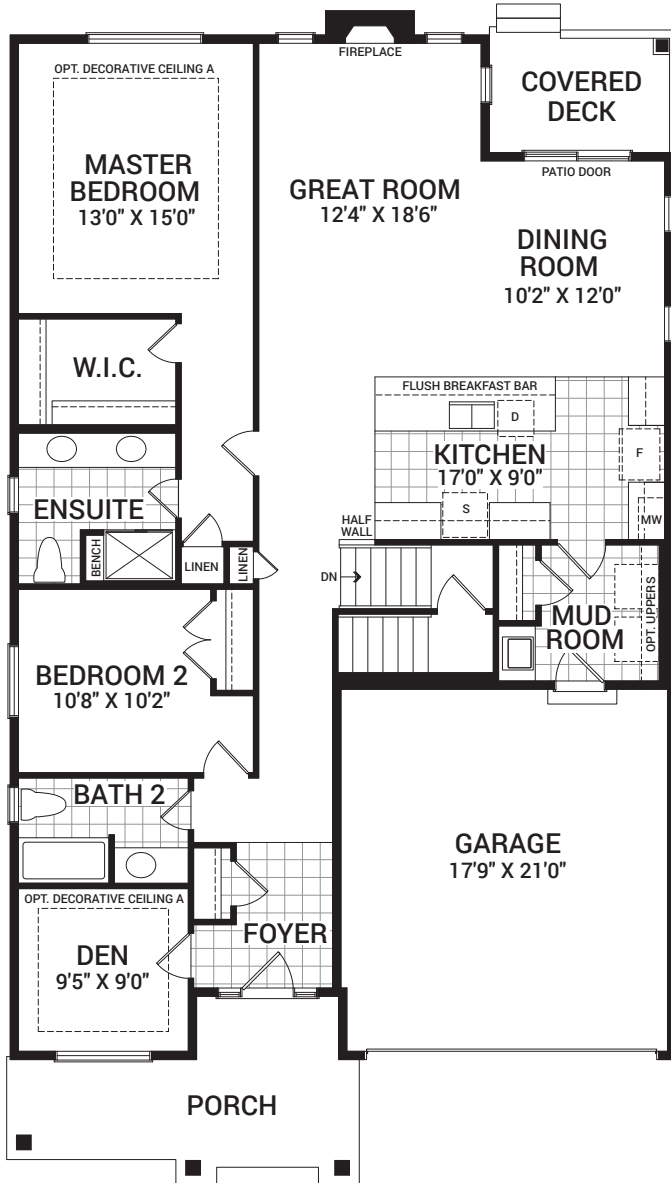 FIREPLACE
OPT. DECORATIVE CEILING A
COVERED
DECK
MASTER
BEDROOM
13'0" X 15'0"
GREAT ROOM
12'4" X 18'6"
PATIO DOOR
DINING
ROOM
10'2" X 12'0"
W.I.C.
FLUSH BREAKFAST BAR
D
KITCHEN
17'0" X 9'0"
F
S
MW
ENSUITE
BENCH
LINEN
LINEN
HALF
WALL
DN
MUD
ROOM
OPT. UPPERS
BEDROOM 2
10'8" X 10'2"
BATH 2
GARAGE
17'9" X 21'0"
OPT. DECORATIVE CEILING A
DEN
9'5" X 9'0"
FOYER
PORCH